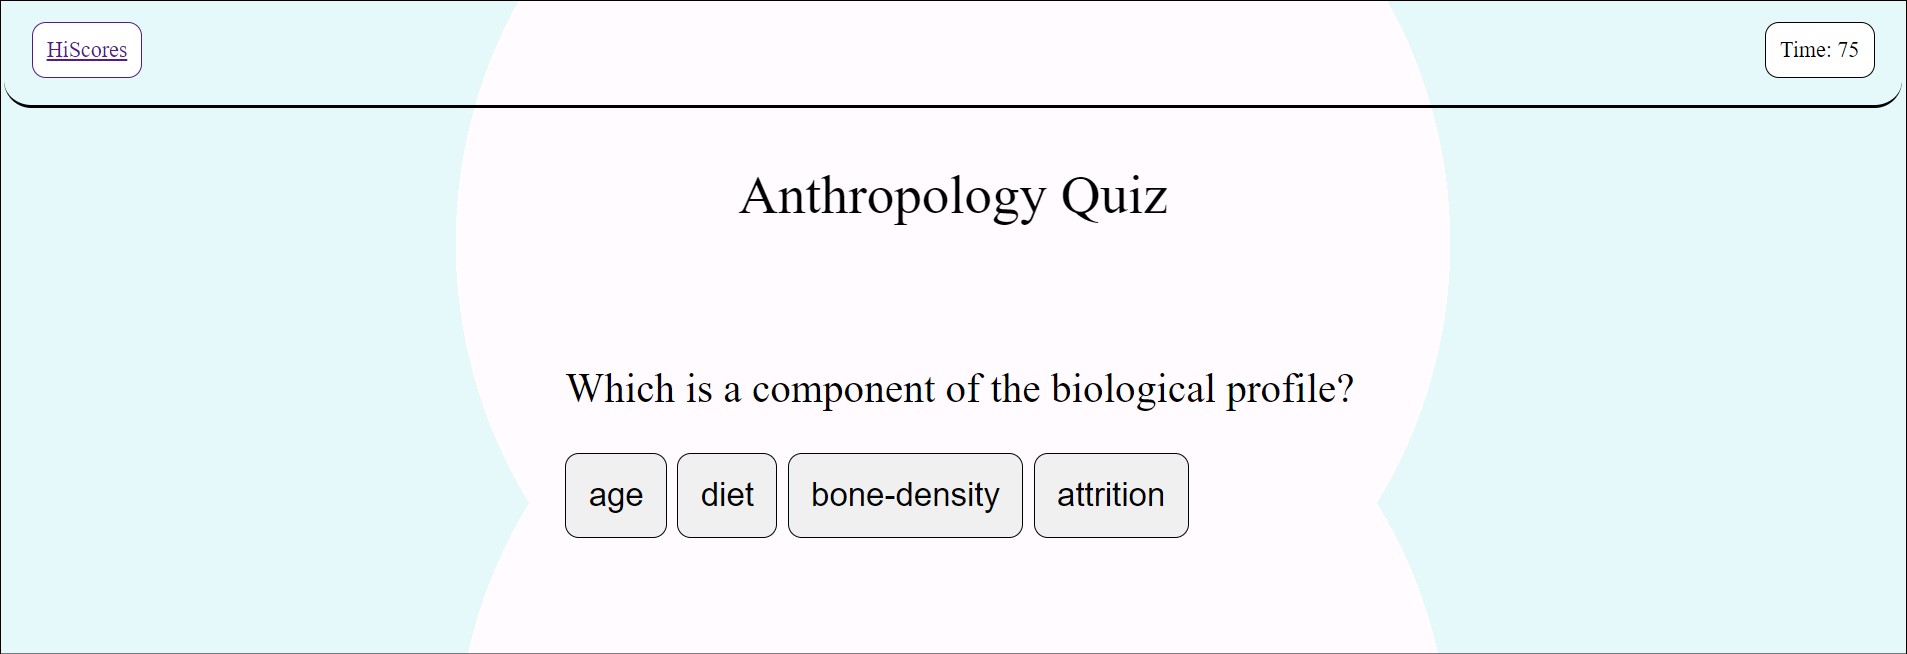 HiScores
Time: 75
Anthropology Quiz
Which is a component of the biological profile?
age
diet
bone-density
attrition